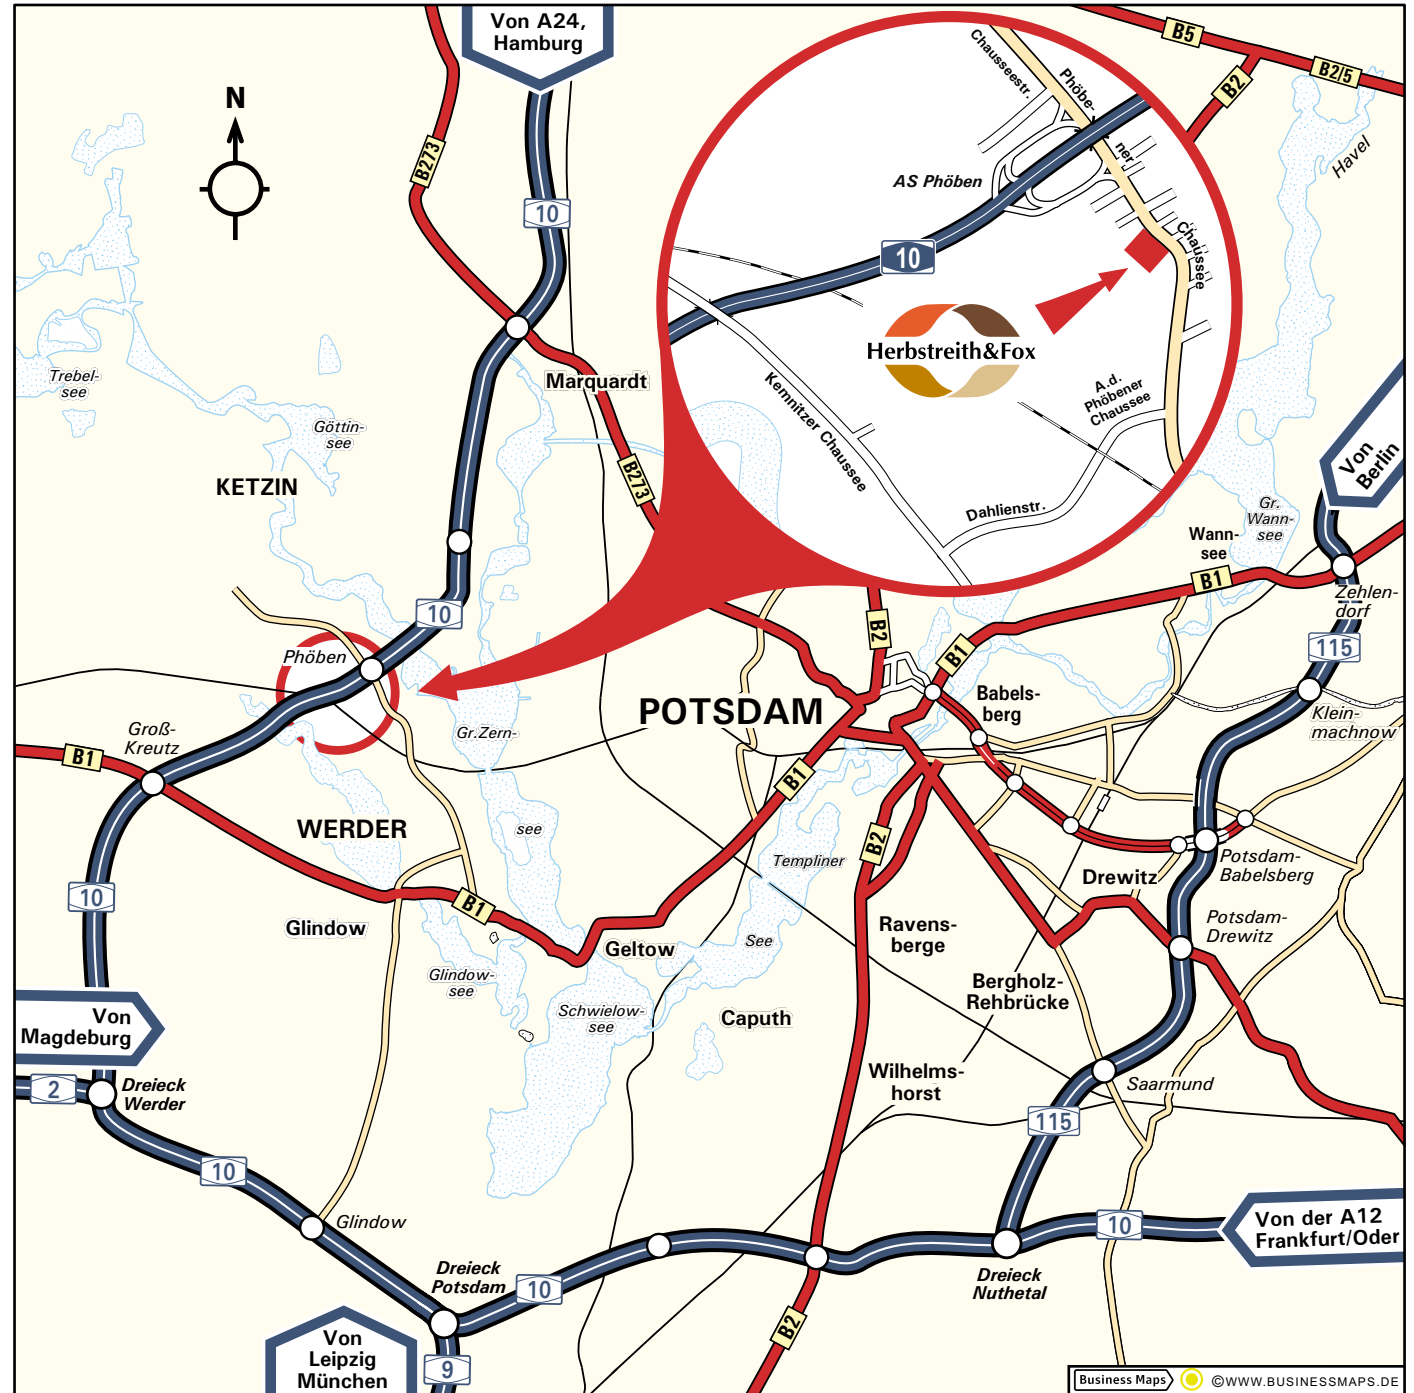 Von A24,
Hamburg
N
B273
10
B5
B2/5
B2
Havel
Chausseestr.
Phöbe-
ner
Chaussee
AS Phöben
10
Herbstreith&Fox
Kemnitzer Chaussee
A.d.
Phöbener
Chaussee
Dahlienstr.
Trebel-
see
Göttin-
see
KETZIN
Marquardt
B273
Von
Berlin
Gr.
Wann-
see
Wann-
see
B1
Zehlen-
dorf
115
10
B2
B1
Phöben
POTSDAM
Babels-
berg
Klein-
machnow
Groß-
Kreutz
B1
Gr.Zern-
see
B1
WERDER
B2
Templiner
See
Drewitz
Potsdam-
Babelsberg
10
B1
Glindow
Geltow
Ravens-
berge
Potsdam-
Drewitz
Glindow-
see
Schwielow-
see
Caputh
Bergholz-
Rehbrücke
Von
Magdeburg
2
Dreieck
Werder
Wilhelms-
horst
Saarmund
115
10
Glindow
Dreieck
Potsdam
10
Dreieck
Nuthetal
10
Von der A12
Frankfurt/Oder
B2
Von
Leipzig
München
9
Business Maps
©WWW.BUSINESSMAPS.DE